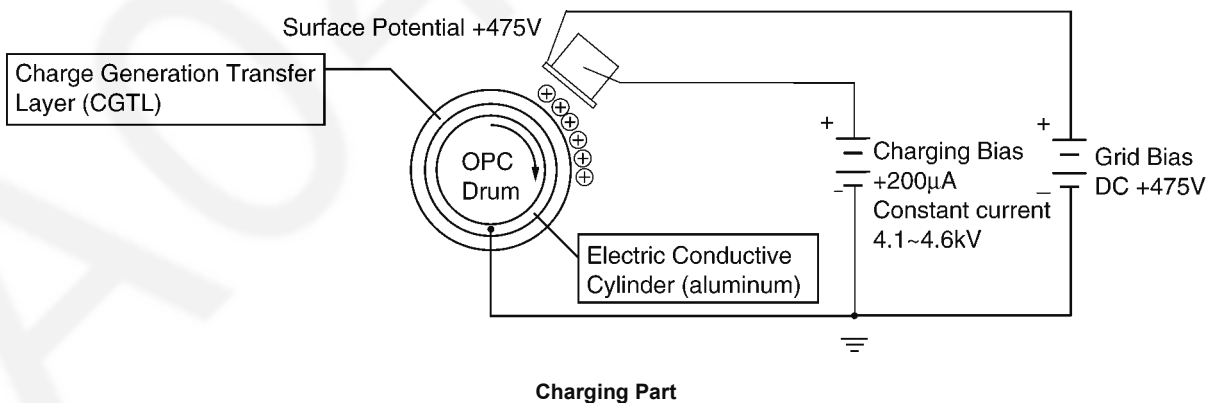 Surface Potential +475V
Charge Generation Transfer
Layer (CGTL)
OPC
Drum
+
-
Charging Bias
+200μA
Constant current
4.1~4.6kV
+
−
Grid Bias
DC +475V
Electric Conductive
Cylinder (aluminum)
Charging Part